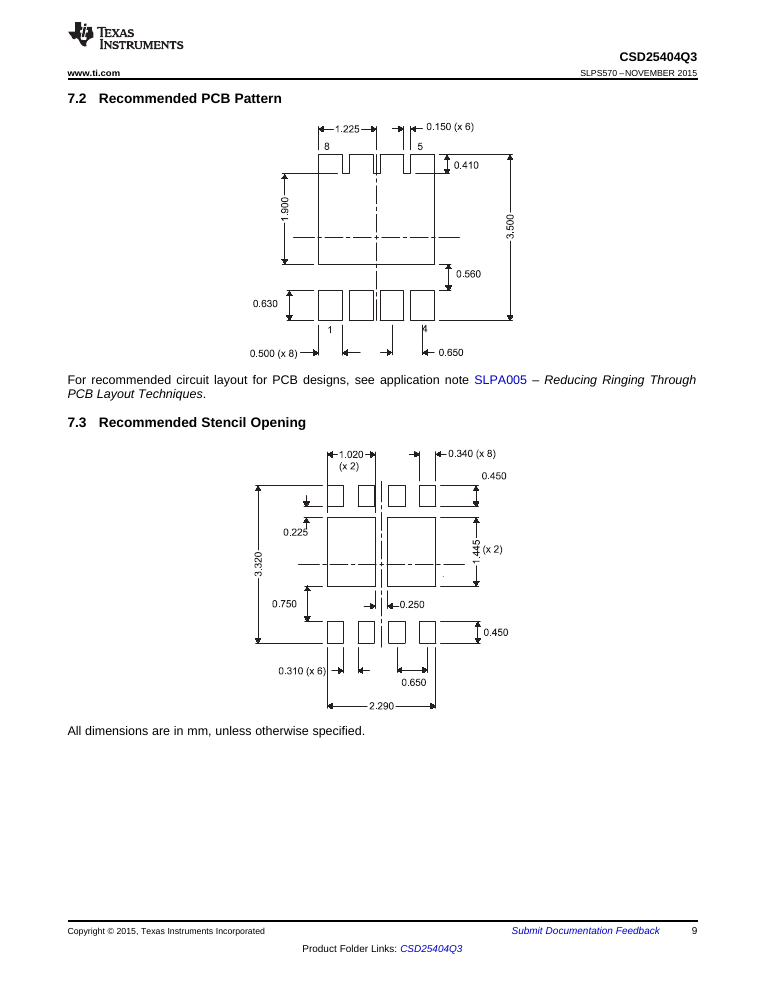 TEXAS
INSTRUMENTS
CSD25404Q3
www.ti.com
SLPS570 –NOVEMBER 2015
7.2 Recommended PCB Pattern
1.225
0.150 (x 6)
8
5
0.410
1.900
3.500
0.560
0.630
1
4
0.500 (x 8)
0.650
For recommended circuit layout for PCB designs, see application note SLPA005 – Reducing Ringing Through
PCB Layout Techniques.
7.3 Recommended Stencil Opening
1.020
(x 2)
0.340 (x 8)
0.450
0.225
3.320
1.445
(x 2)
0.750
0.250
0.450
0.310 (x 6)
0.650
2.290
All dimensions are in mm, unless otherwise specified.
Copyright © 2015, Texas Instruments Incorporated
Submit Documentation Feedback
9
Product Folder Links: CSD25404Q3